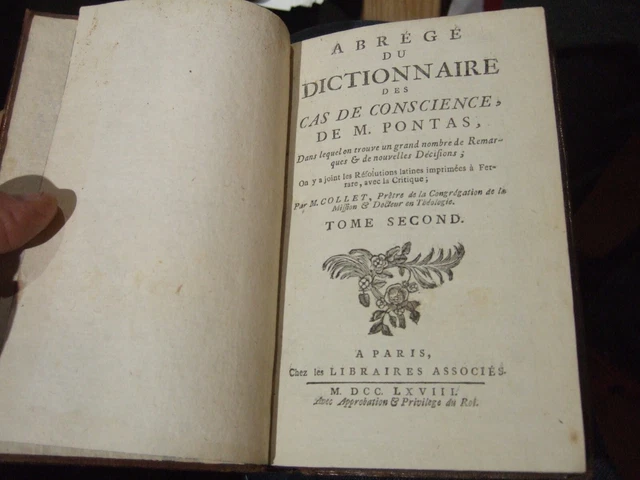 ABRÉGÉ
DU
DICTIONNAIRE
DES
CAS DE CONSCIENCE,
DE M. PONTAS,
Dans lequel on trouve un grand nombre de Remar-
ques & de nouvelles Décisions;
On y a joint les Résolutions latines imprimées à Fer-
rare, avec la Critique;
Par M. COLLET, Prêtre de la Congrégation de la
Mission & Docteur en Théologie.
TOME SECOND.
A PARIS,
Chez les LIBRAIRES ASSOCIÉS.
M. DCC. LXVIII.
Avec Approbation & Privilege du Roi.